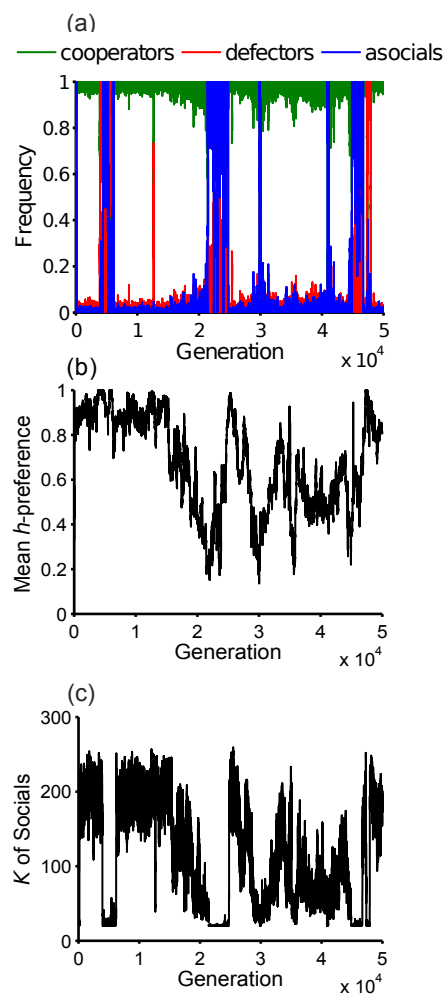 (a)
cooperators defectors asocials
1
0.8
0.6
0.4
0.2
0
Frequency
0 1 2 3 4 5
Generation
x 10^4
(b)
1
0.8
0.6
0.4
0.2
0
Mean h-preference
0 1 2 3 4 5
Generation
x 10^4
(c)
300
200
100
0
K of Socials
0 1 2 3 4 5
Generation
x 10^4